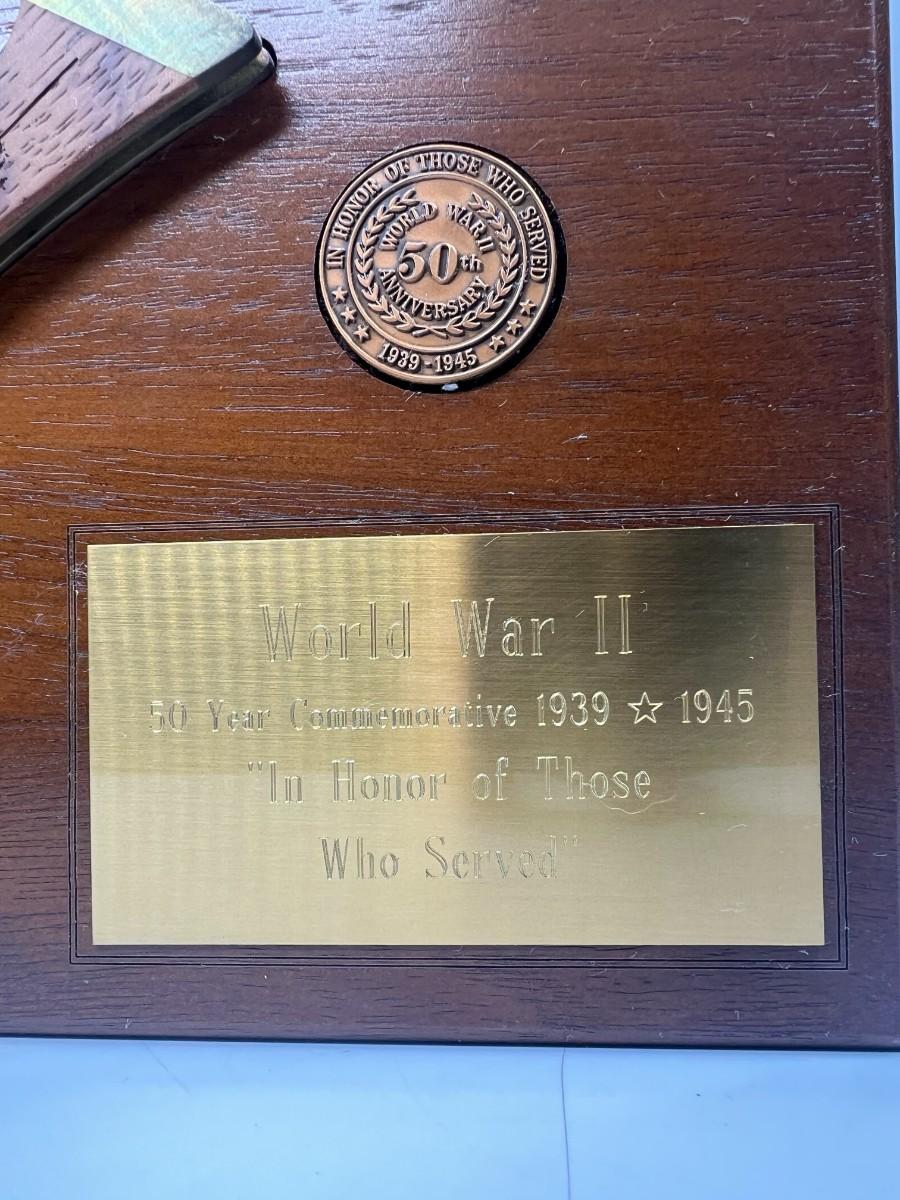 IN HONOR OF THOSE WHO SERVED
WORLD WAR II
50th
ANNIVERSARY
1939-1945
World War II
50 Year Commemorative 1939 ☆ 1945
"In Honor of Those
Who Served"